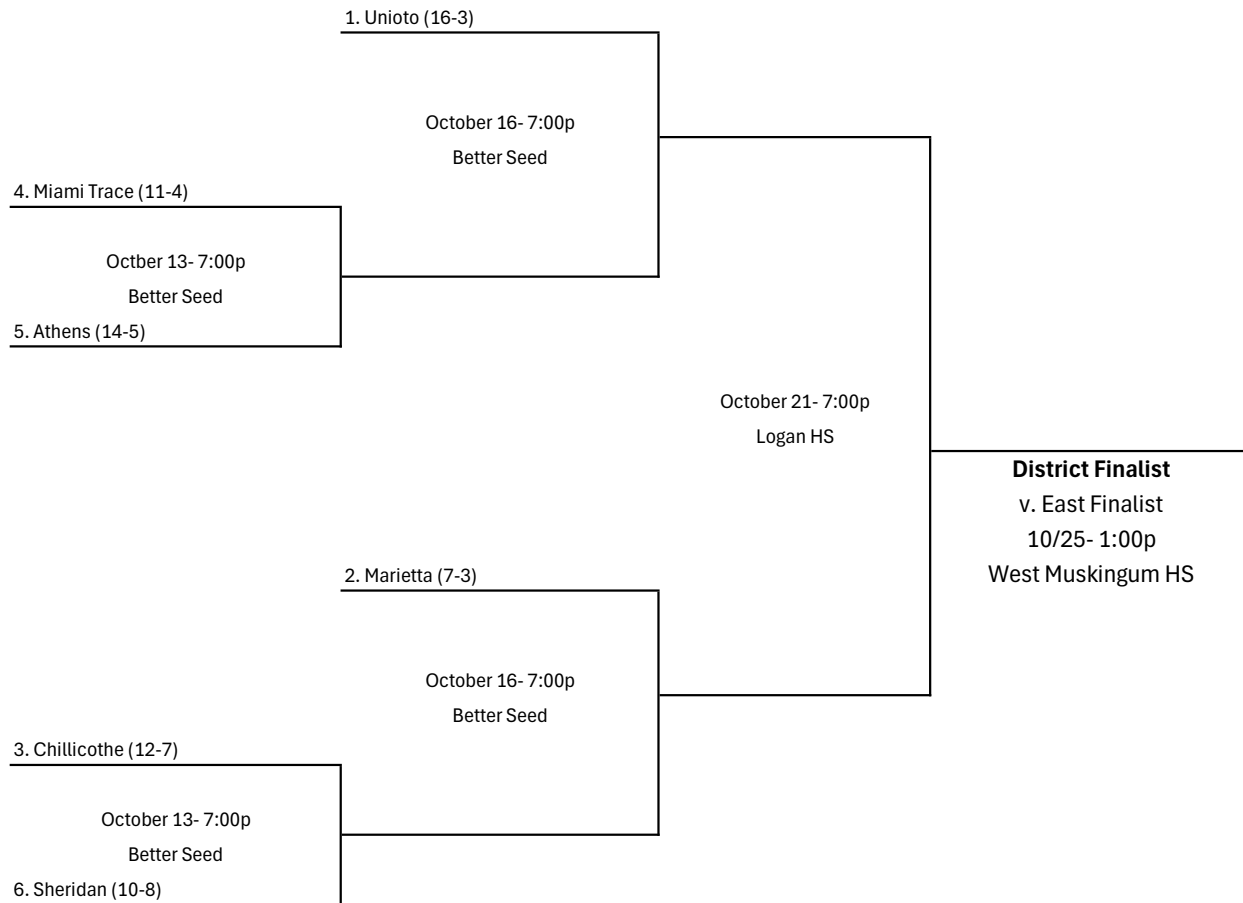 1. Unioto (16-3)
October 16- 7:00p
Better Seed
4. Miami Trace (11-4)
Octber 13- 7:00p
Better Seed
5. Athens (14-5)
October 21- 7:00p
Logan HS
District Finalist
v. East Finalist
10/25- 1:00p
West Muskingum HS
2. Marietta (7-3)
October 16- 7:00p
Better Seed
3. Chillicothe (12-7)
October 13- 7:00p
Better Seed
6. Sheridan (10-8)